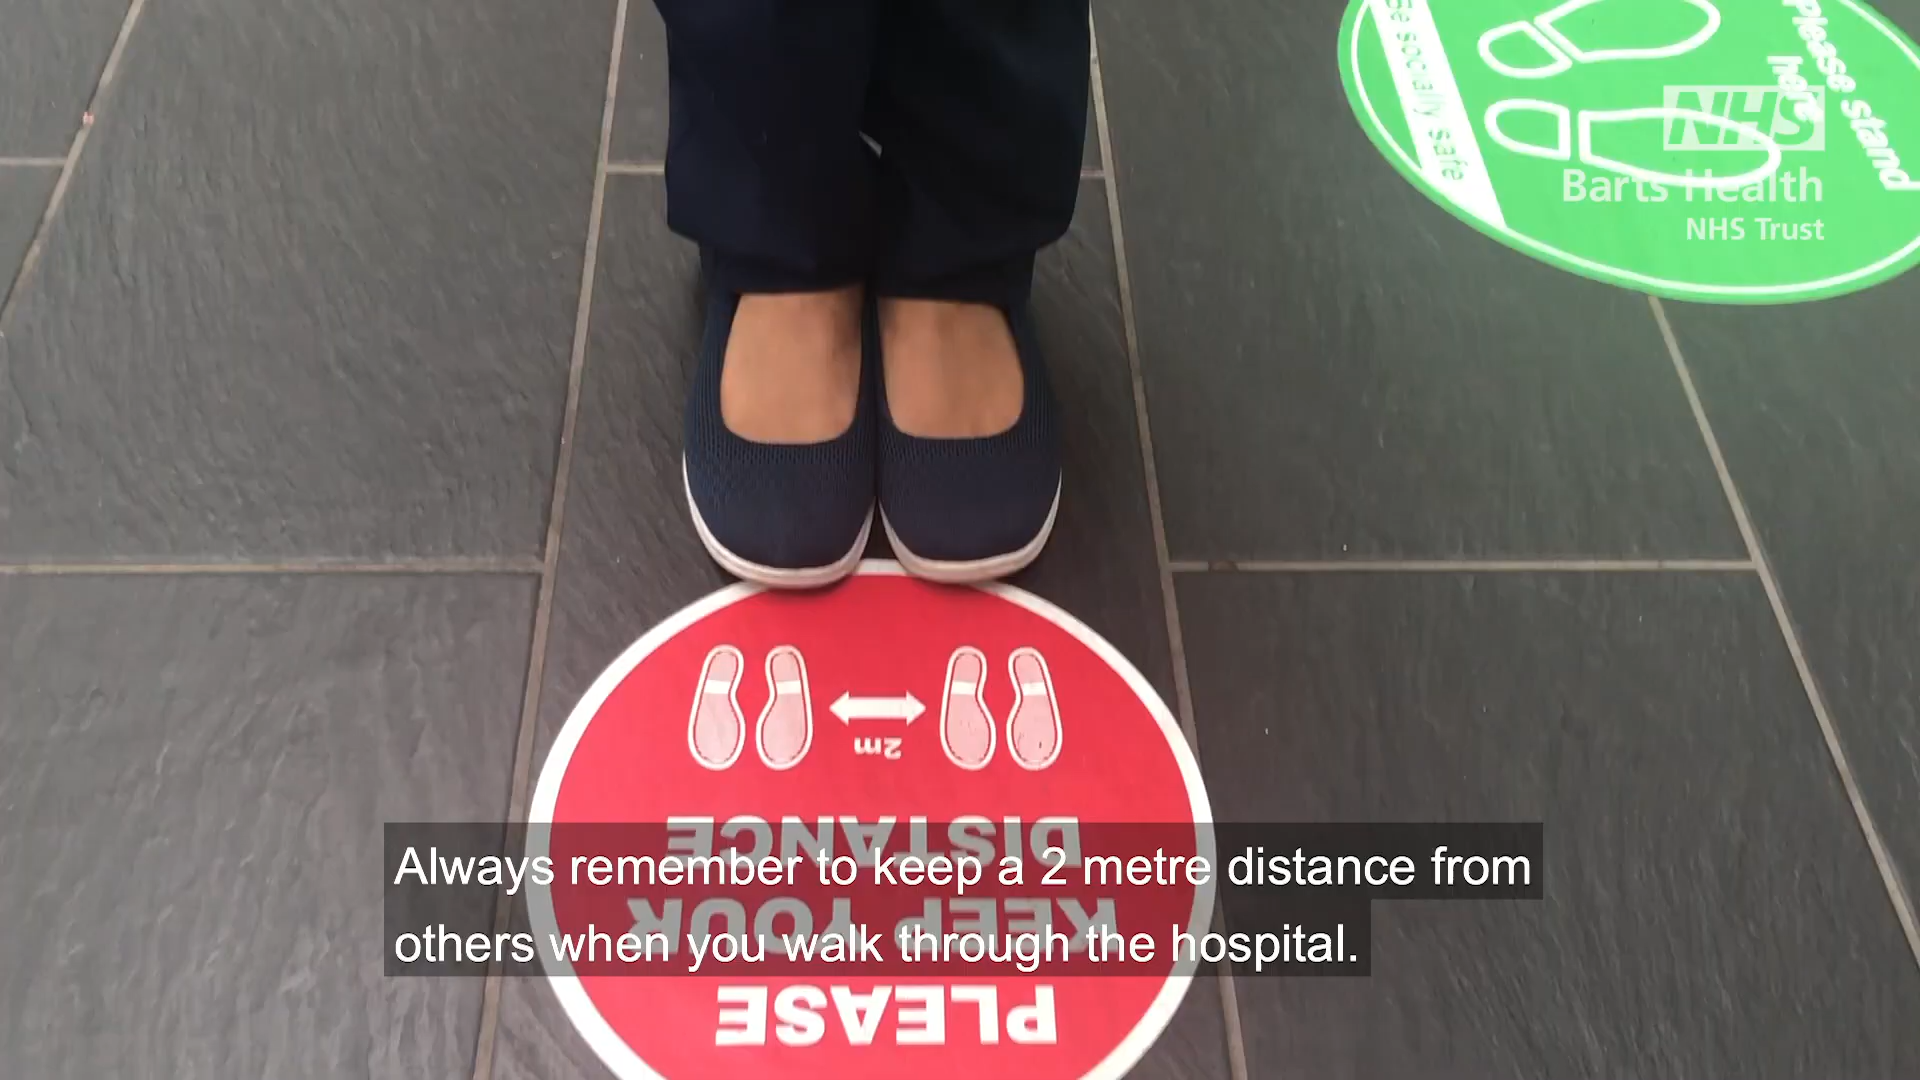 Please stand
here
Be socially safe
NHS
Barts Health
NHS Trust
PLEASE
KEEP YOUR
DISTANCE
2m
Always remember to keep a 2 metre distance from
others when you walk through the hospital.